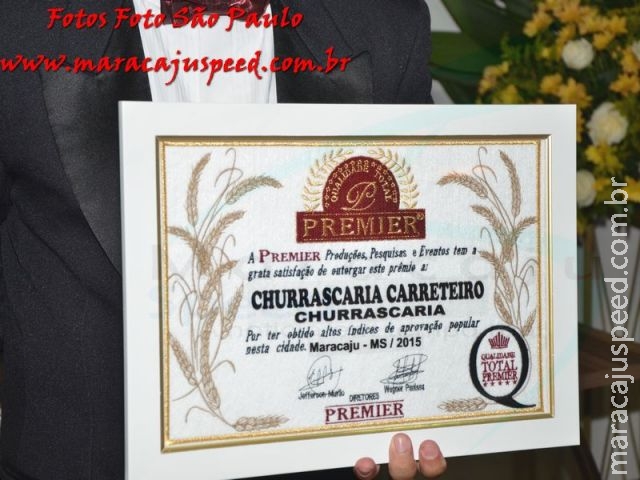 Fotos Foto São Paulo
www.maracajuspeed.com.br
QUALIDADE TOTAL
P
PREMIER®
A PREMIER Produções, Pesquisas e Eventos tem a
grata satisfação de outorgar este prêmio a:
CHURRASCARIA CARRETEIRO
CHURRASCARIA
Por ter obtido altos índices de aprovação popular
nesta cidade. Maracaju - MS / 2015
Jefferson Murilo
Wagner
DIRETORES
PREMIER
QUALIDADE
TOTAL
PREMIER
maracajuspeed.com.br